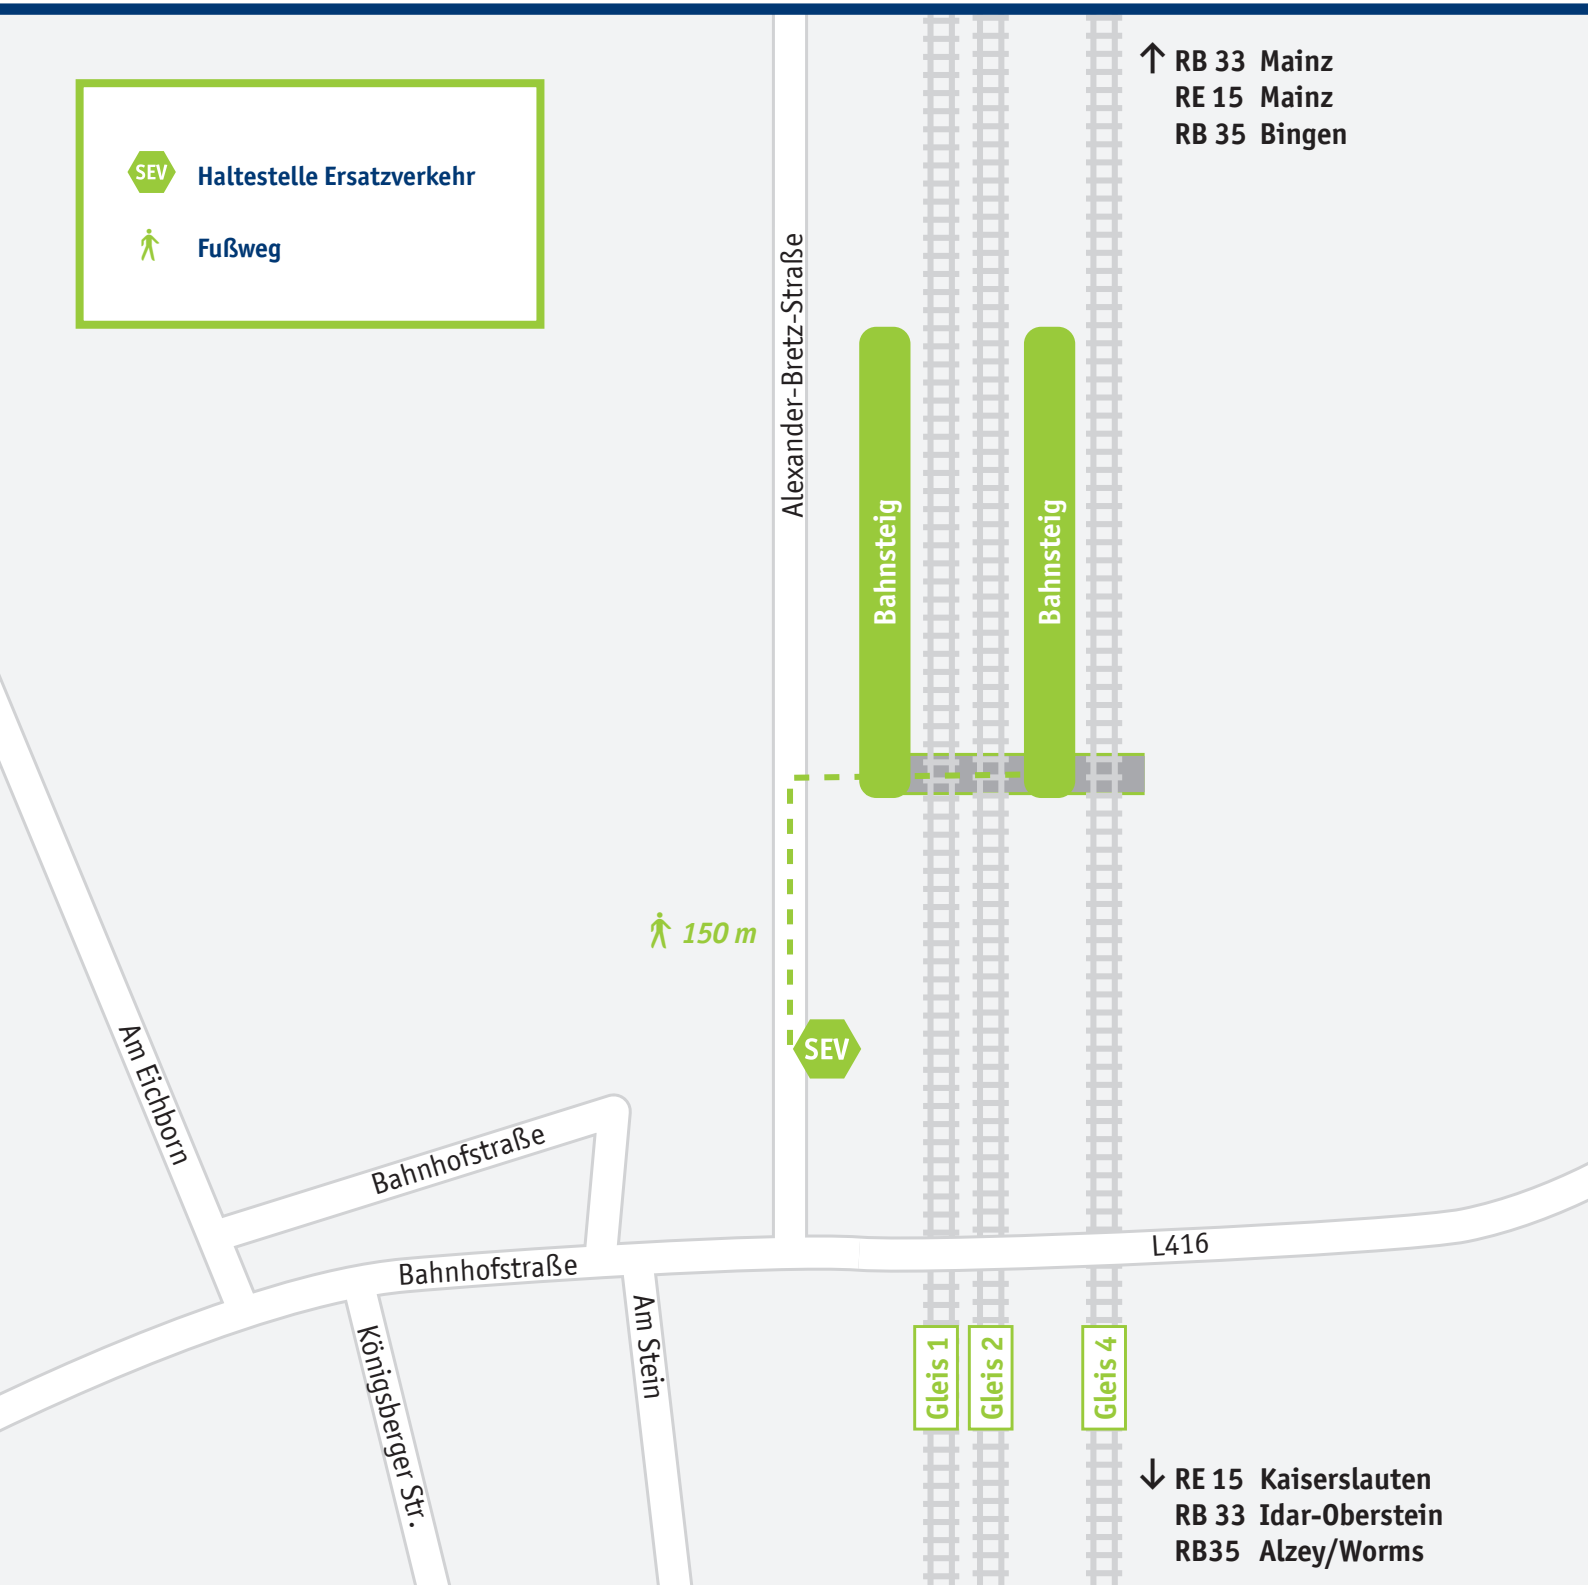 RB 33 Mainz
RE 15 Mainz
RB 35 Bingen
SEV Haltestelle Ersatzverkehr
Fußweg
Alexander-Bretz-Straße
Bahnsteig
Bahnsteig
150 m
SEV
Am Eichborn
Bahnhofstraße
L416
Bahnhofstraße
Am Stein
Königsberger Str.
Gleis 1
Gleis 2
Gleis 4
RE 15 Kaiserslauten
RB 33 Idar-Oberstein
RB35 Alzey/Worms